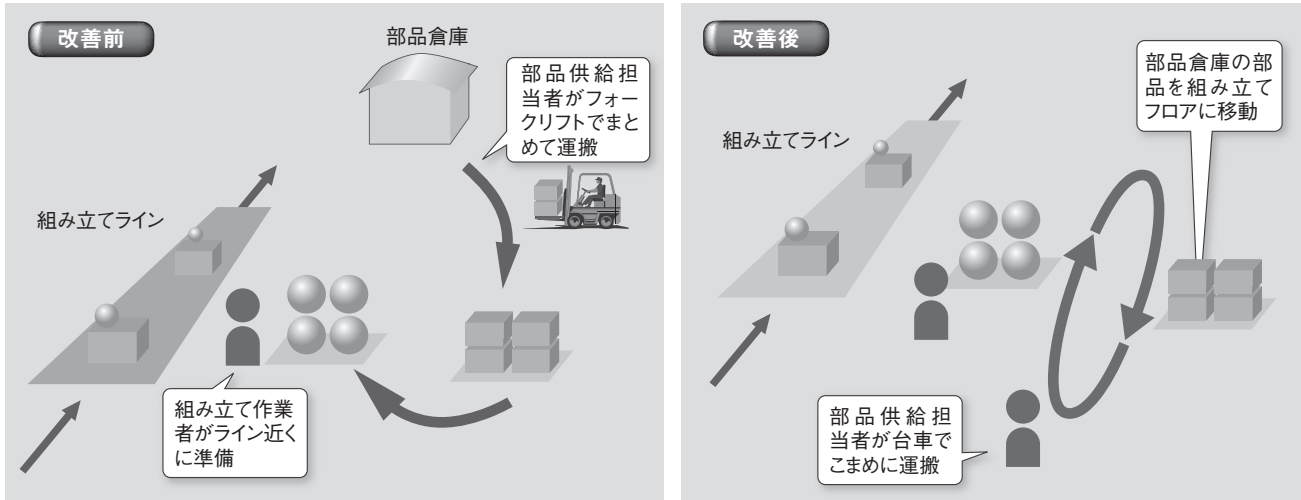 改善前
部品倉庫
部品供給担
当者がフォー
クリフトでまと
めて運搬
組み立てライン
組み立て作業
者がライン近く
に準備
改善後
部品倉庫の部
品を組み立て
フロアに移動
組み立てライン
部品供給担
当者が台車で
こまめに運搬